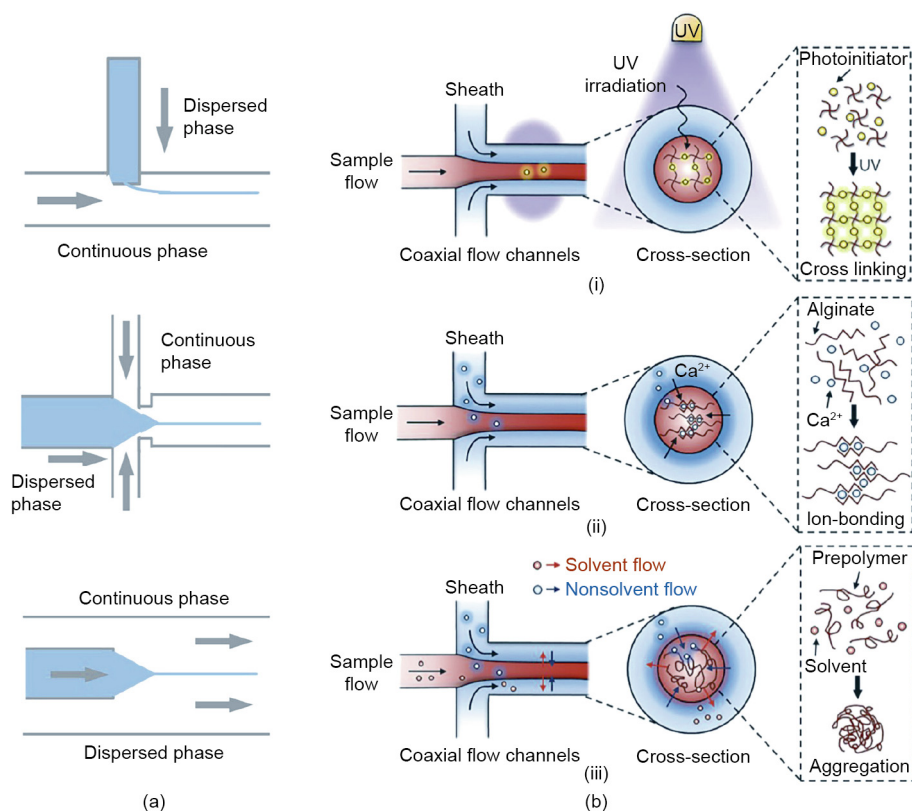 Dispersed
phase
Continuous phase
Continuous
phase
Dispersed
phase
Continuous phase
Dispersed phase
(a)
UV
UV
irradiation
Sheath
Sample
flow
Coaxial flow channels
Cross-section
Photoinitiator
UV
Cross linking
(i)
Sheath
Sample
flow
Coaxial flow channels
Ca²⁺
Cross-section
Alginate
Ca²⁺
Ion-bonding
(ii)
Solvent flow
Nonsolvent flow
Sheath
Sample
flow
Coaxial flow channels
Cross-section
Prepolymer
Solvent
Aggregation
(iii)
(b)